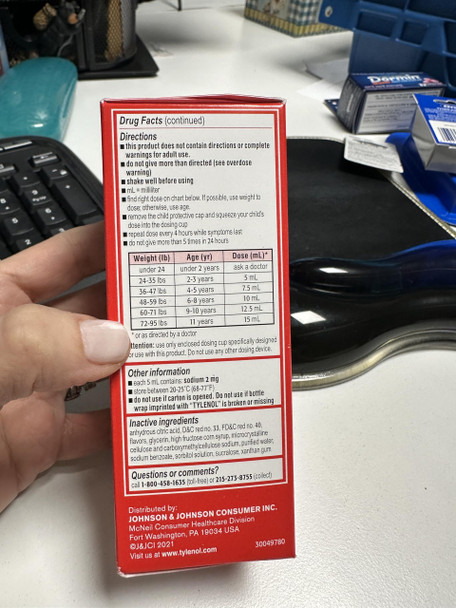 Drug Facts (continued)
Directions
■ this product does not contain directions or complete
warnings for adult use.
■ do not give more than directed (see overdose
warning)
■ shake well before using
■ mL = milliliter
■ find right dose on chart below. If possible, use weight to
dose; otherwise, use age.
■ remove the child protective cap and squeeze your child's
dose into the dosing cup
■ repeat dose every 4 hours while symptoms last
■ do not give more than 5 times in 24 hours
Weight (lb) Age (yr) Dose (mL)*
under 24 under 2 years ask a doctor
24-35 lbs 2-3 years 5 mL
36-47 lbs 4-5 years 7.5 mL
48-59 lbs 6-8 years 10 mL
60-71 lbs 9-10 years 12.5 mL
72-95 lbs 11 years 15 mL
* or as directed by a doctor
Attention: use only enclosed dosing cup specifically designed
for use with this product. Do not use any other dosing device.
Other information
■ each 5 mL contains: sodium 2 mg
■ store between 20-25°C (68-77°F)
■ do not use if carton is opened. Do not use if bottle
wrap imprinted with "TYLENOL" is broken or missing
Inactive ingredients
anhydrous citric acid, D&C red no. 33, FD&C red no. 40,
flavors, glycerin, high fructose corn syrup, microcrystalline
cellulose and carboxymethylcellulose sodium, purified water,
sodium benzoate, sorbitol solution, sucralose, xanthan gum
Questions or comments?
call 1-800-458-1635 (toll-free) or 215-273-8755 (collect)
Distributed by:
JOHNSON & JOHNSON CONSUMER INC.
McNeil Consumer Healthcare Division
Fort Washington, PA 19034 USA
©J&JCI 2021
Visit us at www.tylenol.com
30049780
Dormin